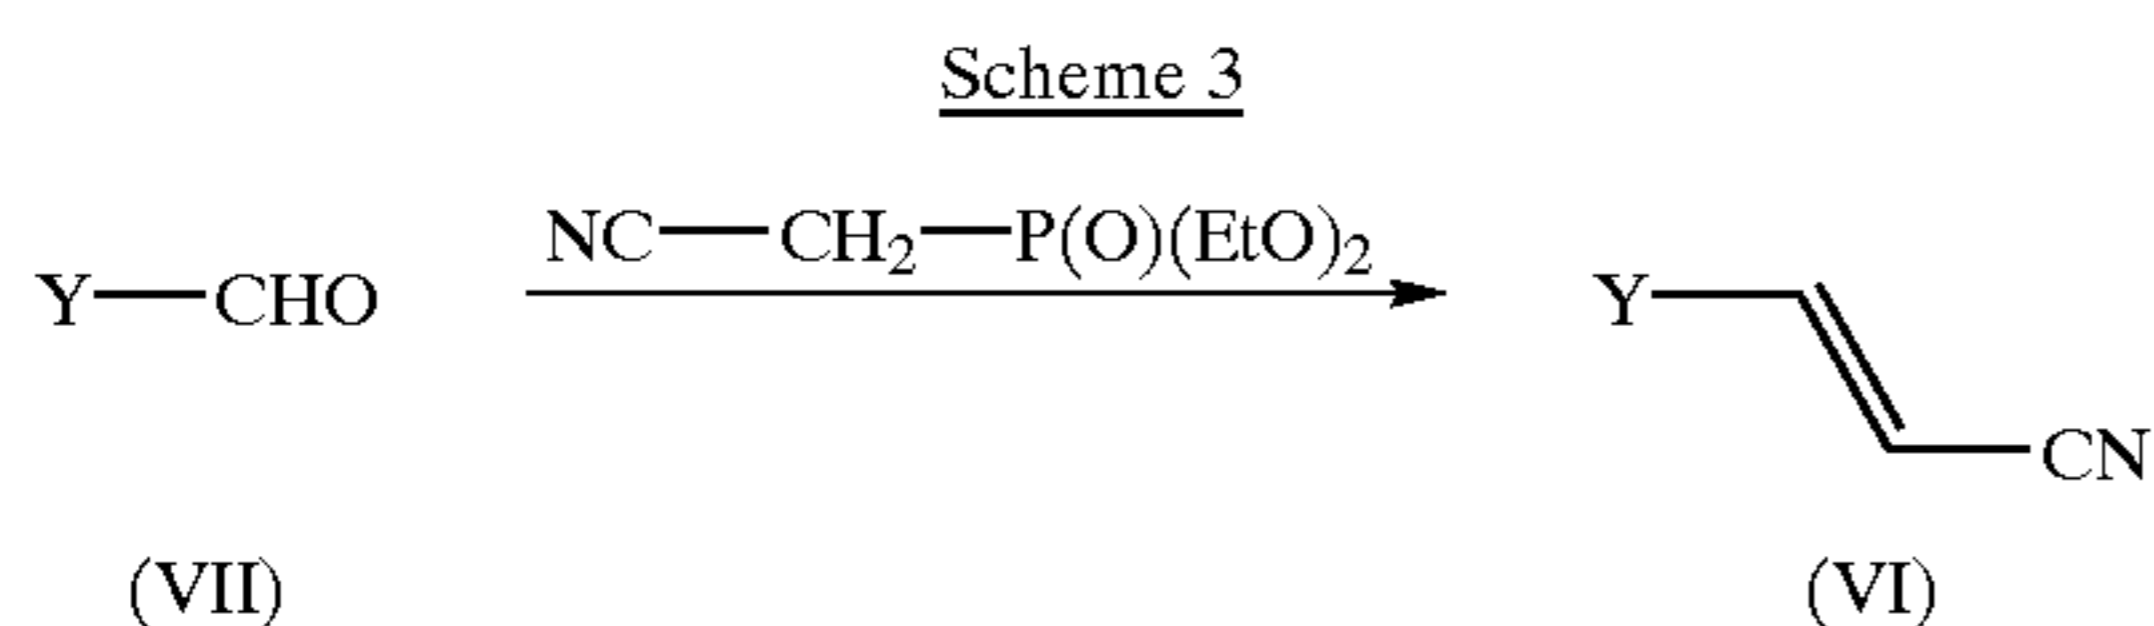 Scheme 3
NC—CH₂—P(O)(EtO)₂
Y—CHO
Y
CN
(VII)
(VI)